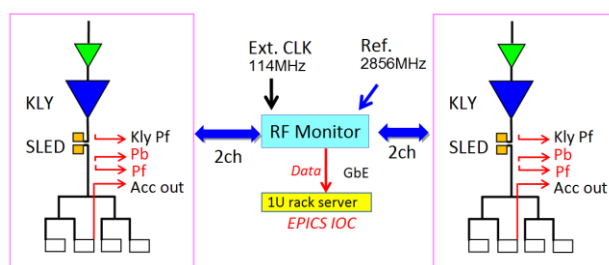 Ext. CLK
114MHz
Ref.
2856MHz
KLY
SLED
Kly Pf
Pb
Pf
Acc out
2ch
RF Monitor
2ch
Data
GbE
1U rack server
EPICS IOC
KLY
SLED
Kly Pf
Pb
Pf
Acc out